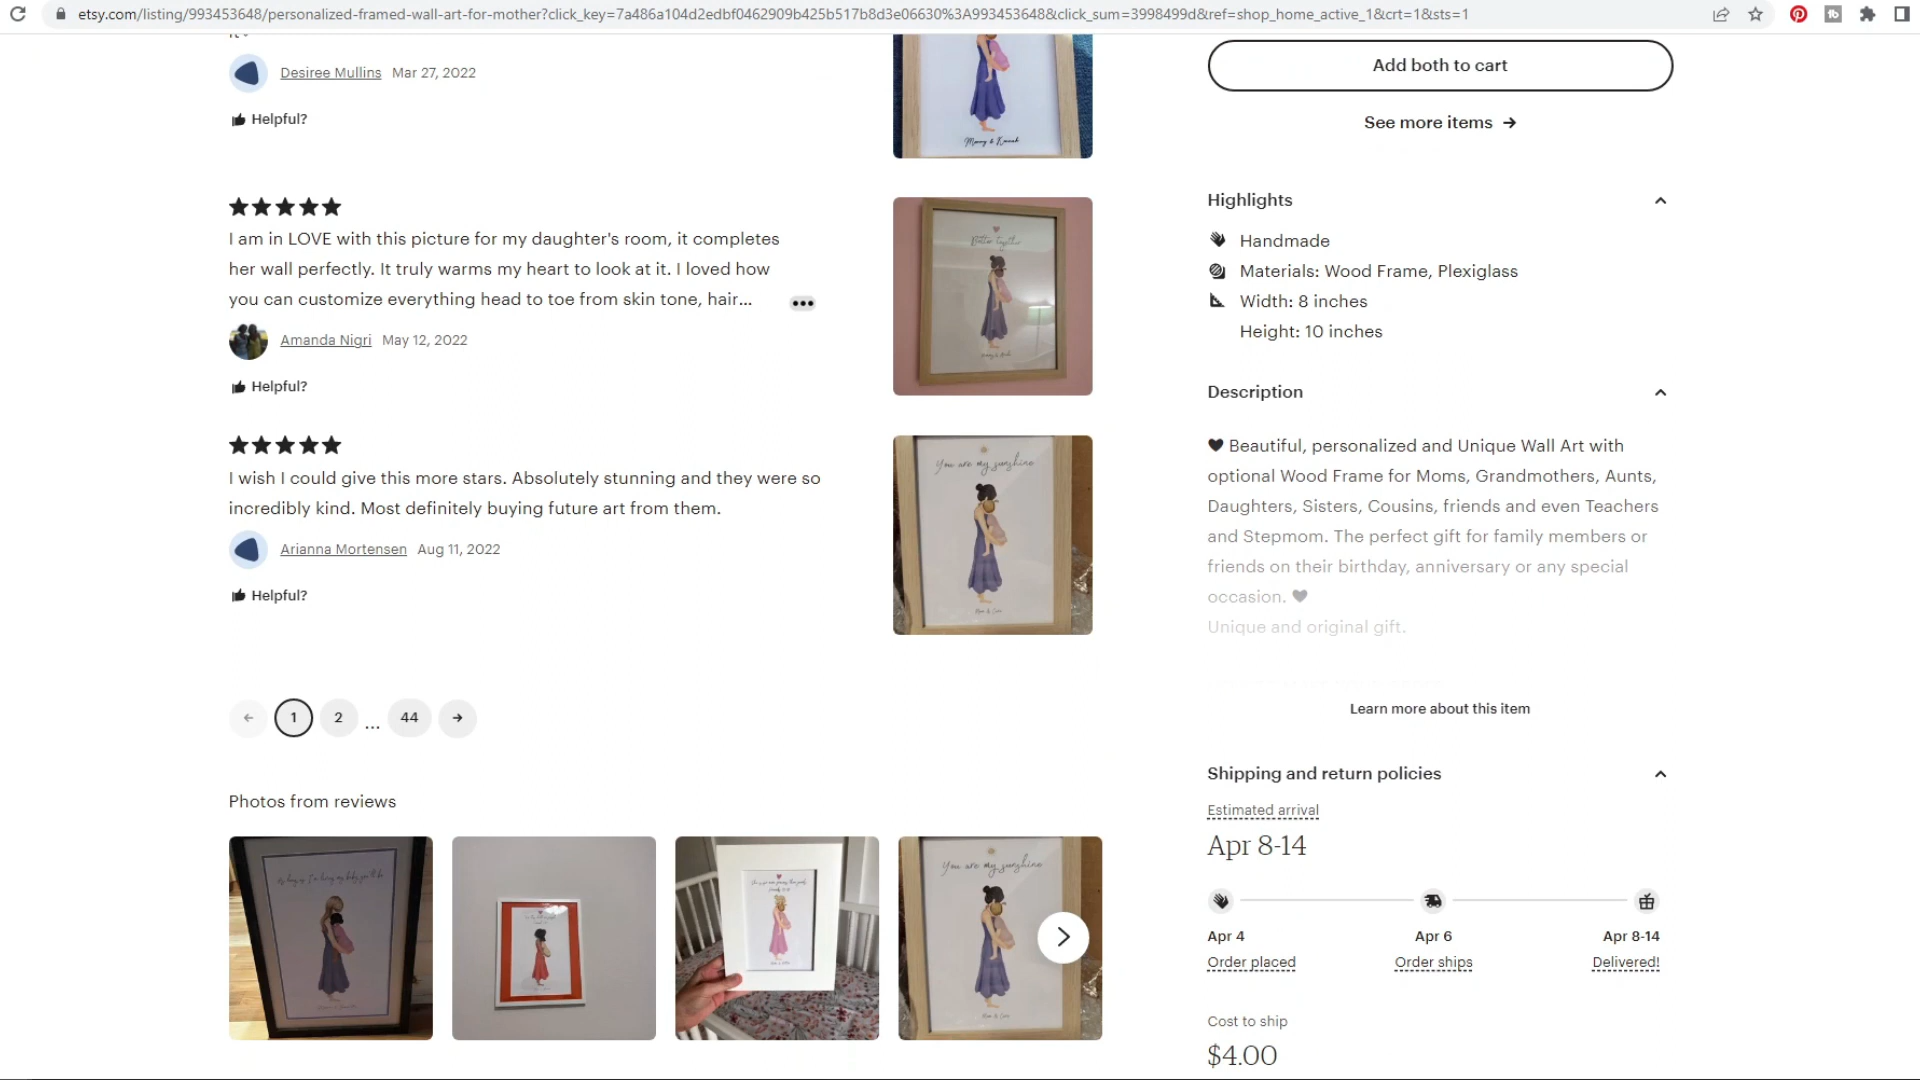 etsy.com/listing/993453648/personalized-framed-wall-art-for-mother?click_key=7a486a104d2edbf0462909b425b517b8d3e06630%3A993453648&click_sum=3998499d&ref=shop_home_active_1&crt=1&sts=1
Desiree Mullins Mar 27, 2022
Helpful?
I am in LOVE with this picture for my daughter's room, it completes
her wall perfectly. It truly warms my heart to look at it. I loved how
you can customize everything head to toe from skin tone, hair...
Amanda Nigri May 12, 2022
Helpful?
better together
I wish I could give this more stars. Absolutely stunning and they were so
incredibly kind. Most definitely buying future art from them.
Arianna Mortensen Aug 11, 2022
Helpful?
You are my sunshine
1 2 ... 44
Photos from reviews
You are my sunshine
Add both to cart
See more items
Highlights
Handmade
Materials: Wood Frame, Plexiglass
Width: 8 inches
Height: 10 inches
Description
Beautiful, personalized and Unique Wall Art with
optional Wood Frame for Moms, Grandmothers, Aunts,
Daughters, Sisters, Cousins, friends and even Teachers
and Stepmom. The perfect gift for family members or
friends on their birthday, anniversary or any special
occasion.
Unique and original gift.
Learn more about this item
Shipping and return policies
Estimated arrival
Apr 8-14
Apr 4 Apr 6 Apr 8-14
Order placed Order ships Delivered!
Cost to ship
$4.00